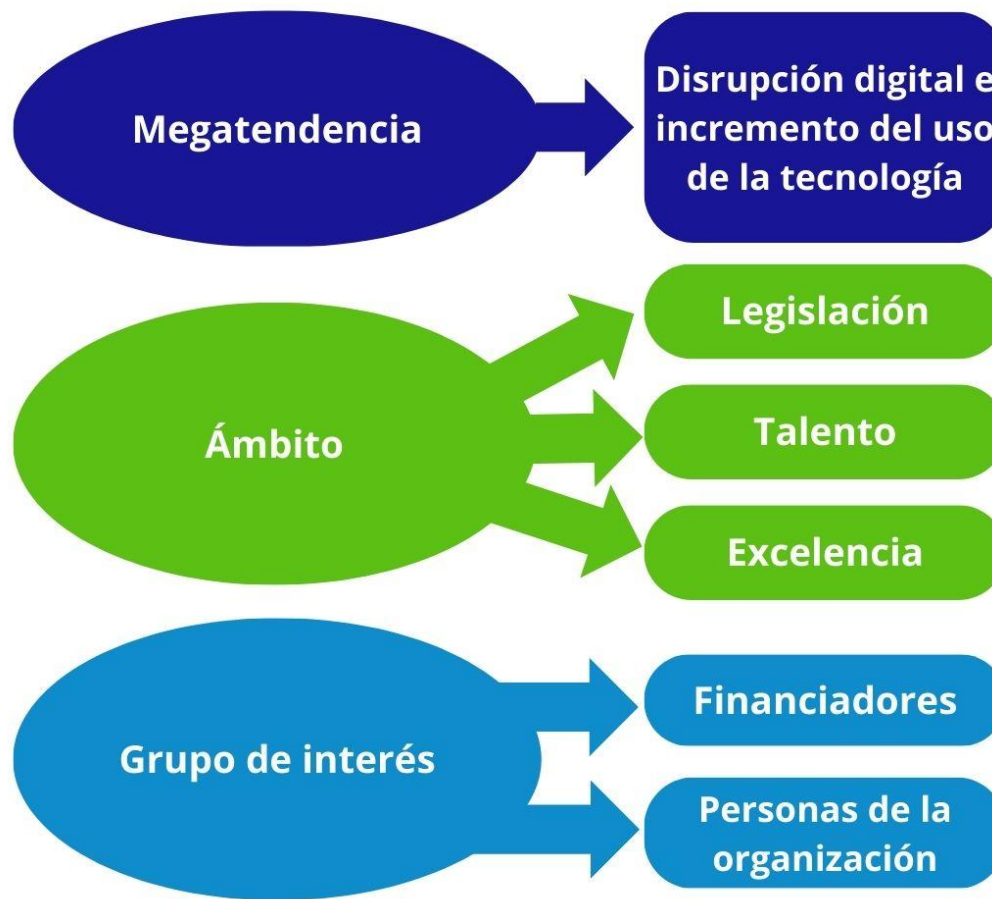 Megatendencia
Disrupción digital e
incremento del uso
de la tecnología
Ámbito
Legislación
Talento
Excelencia
Grupo de interés
Financiadores
Personas de la
organización